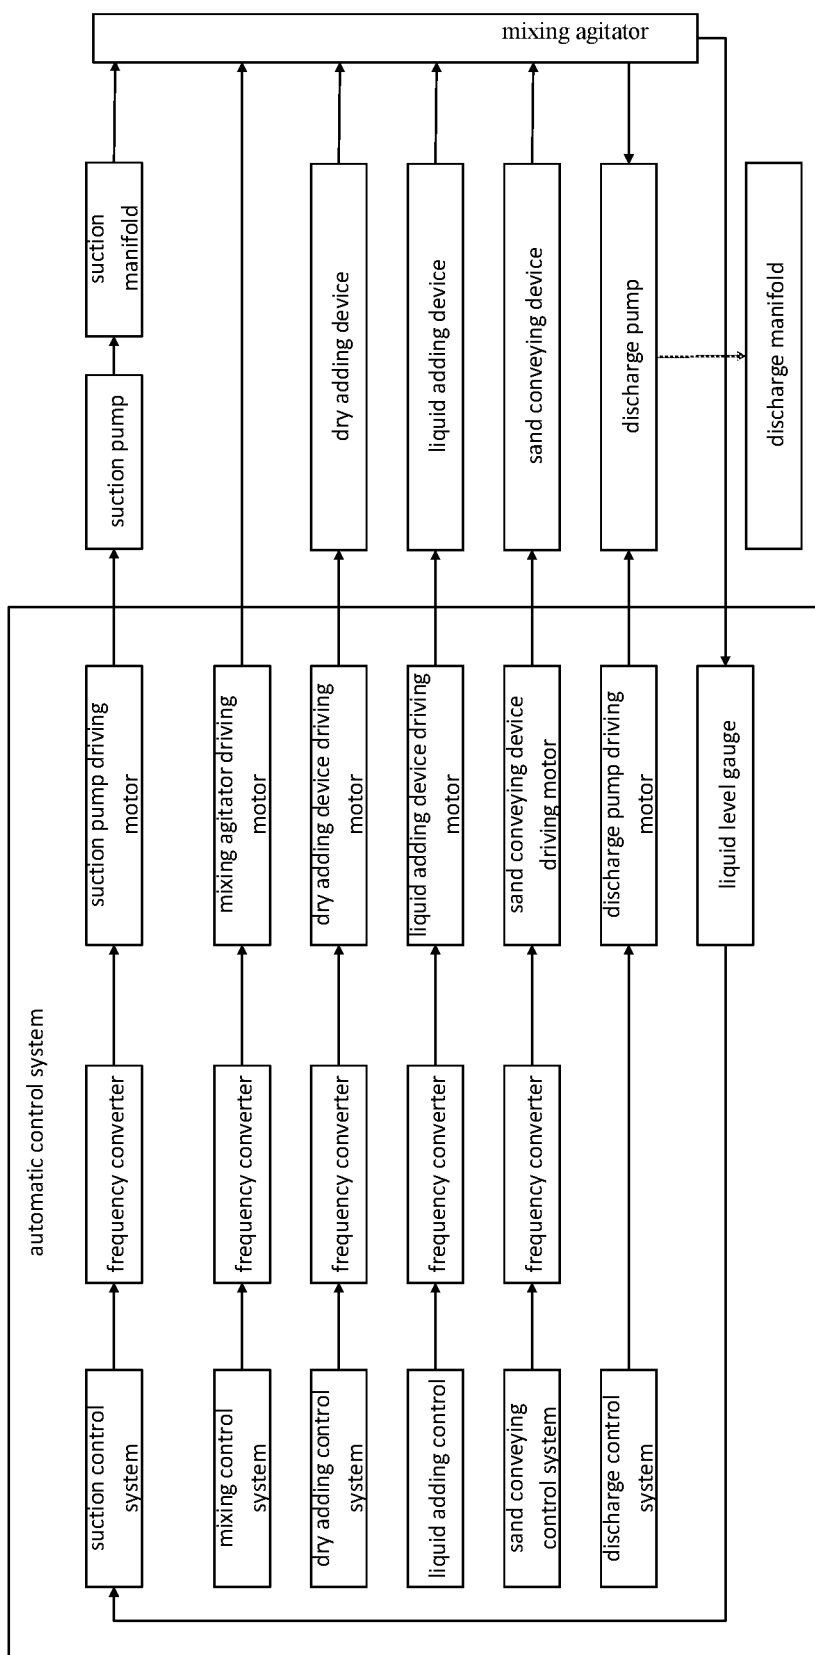 mixing agitator
suction
manifold
suction pump
dry adding device
liquid adding device
sand conveying device
discharge pump
discharge manifold
suction pump driving
motor
mixing agitator driving
motor
dry adding device driving
motor
liquid adding device driving
motor
sand conveying device
driving motor
discharge pump driving
motor
liquid level gauge
automatic control system
frequency converter
frequency converter
frequency converter
frequency converter
frequency converter
suction control
system
mixing control
system
dry adding control
system
liquid adding control
sand conveying
control system
discharge control
system